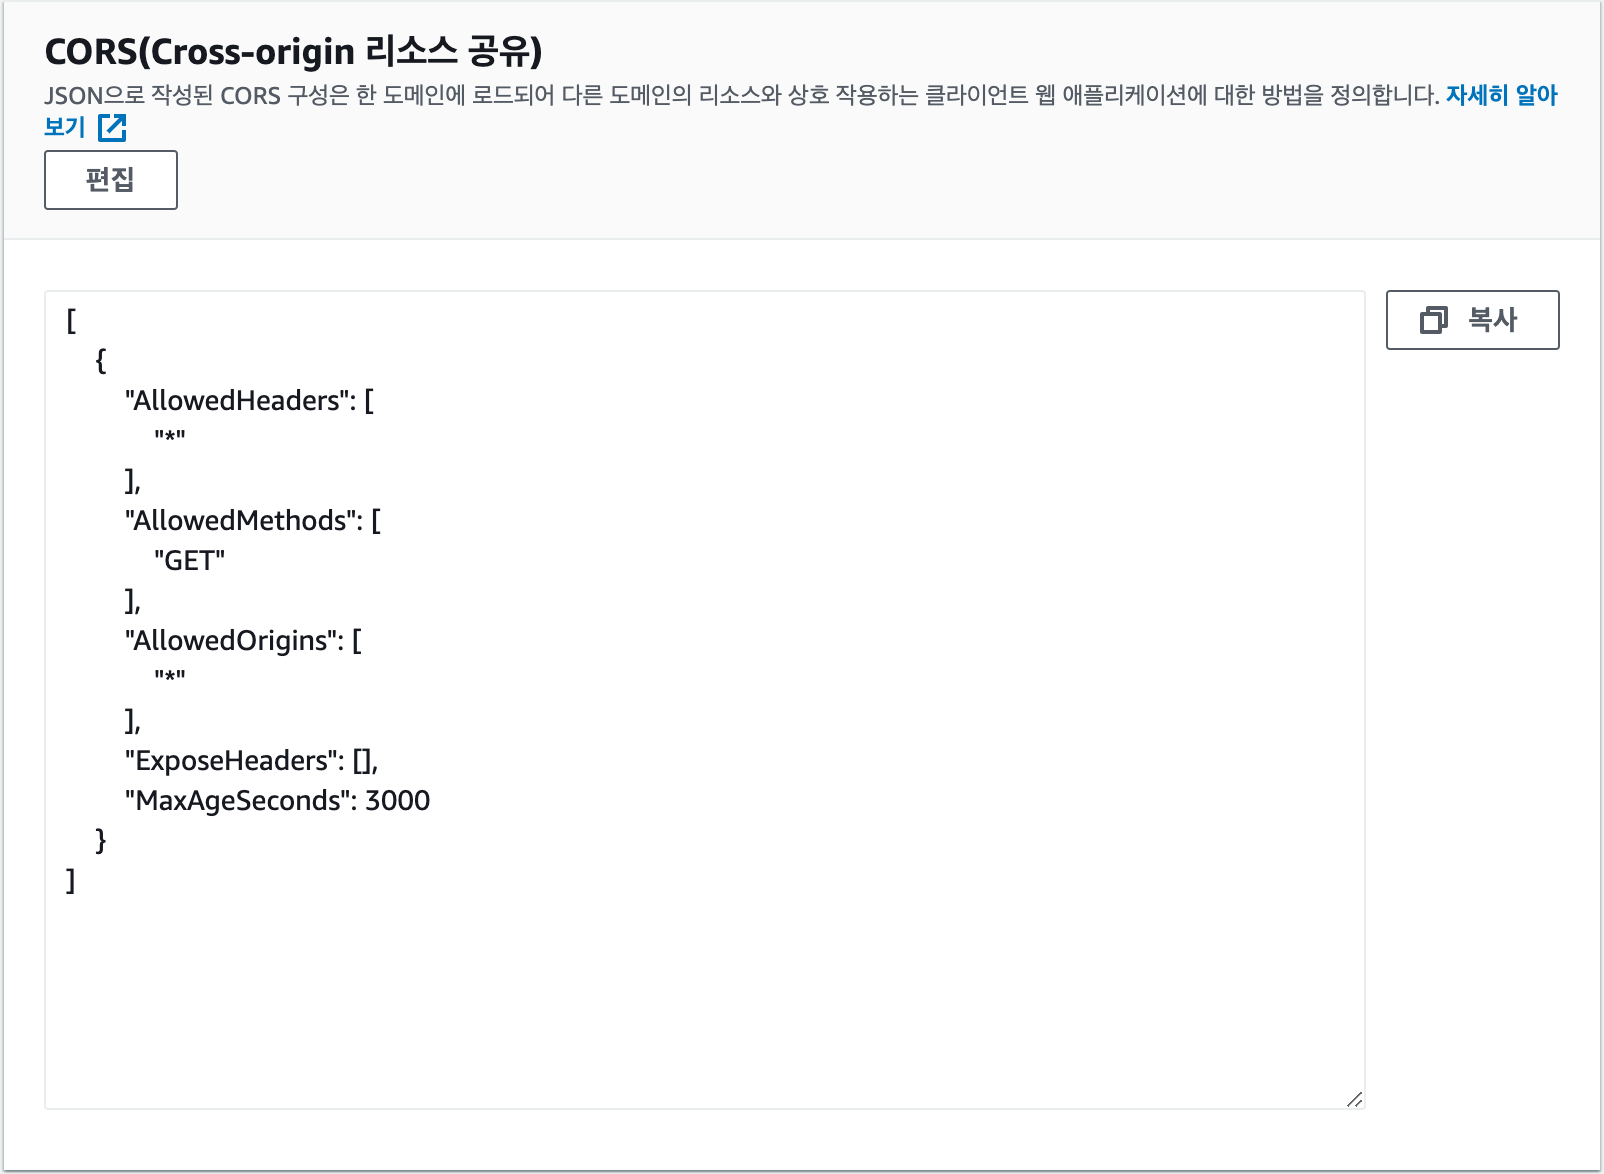 CORS(Cross-origin 리소스 공유)
JSON으로 작성된 CORS 구성은 한 도메인에 로드되어 다른 도메인의 리소스와 상호 작용하는 클라이언트 웹 애플리케이션에 대한 방법을 정의합니다. 자세히 알아
보기
편집
복사
[
{
"AllowedHeaders": [
"*"
],
"AllowedMethods": [
"GET"
],
"AllowedOrigins": [
"*"
],
"ExposeHeaders": [],
"MaxAgeSeconds": 3000
}
]